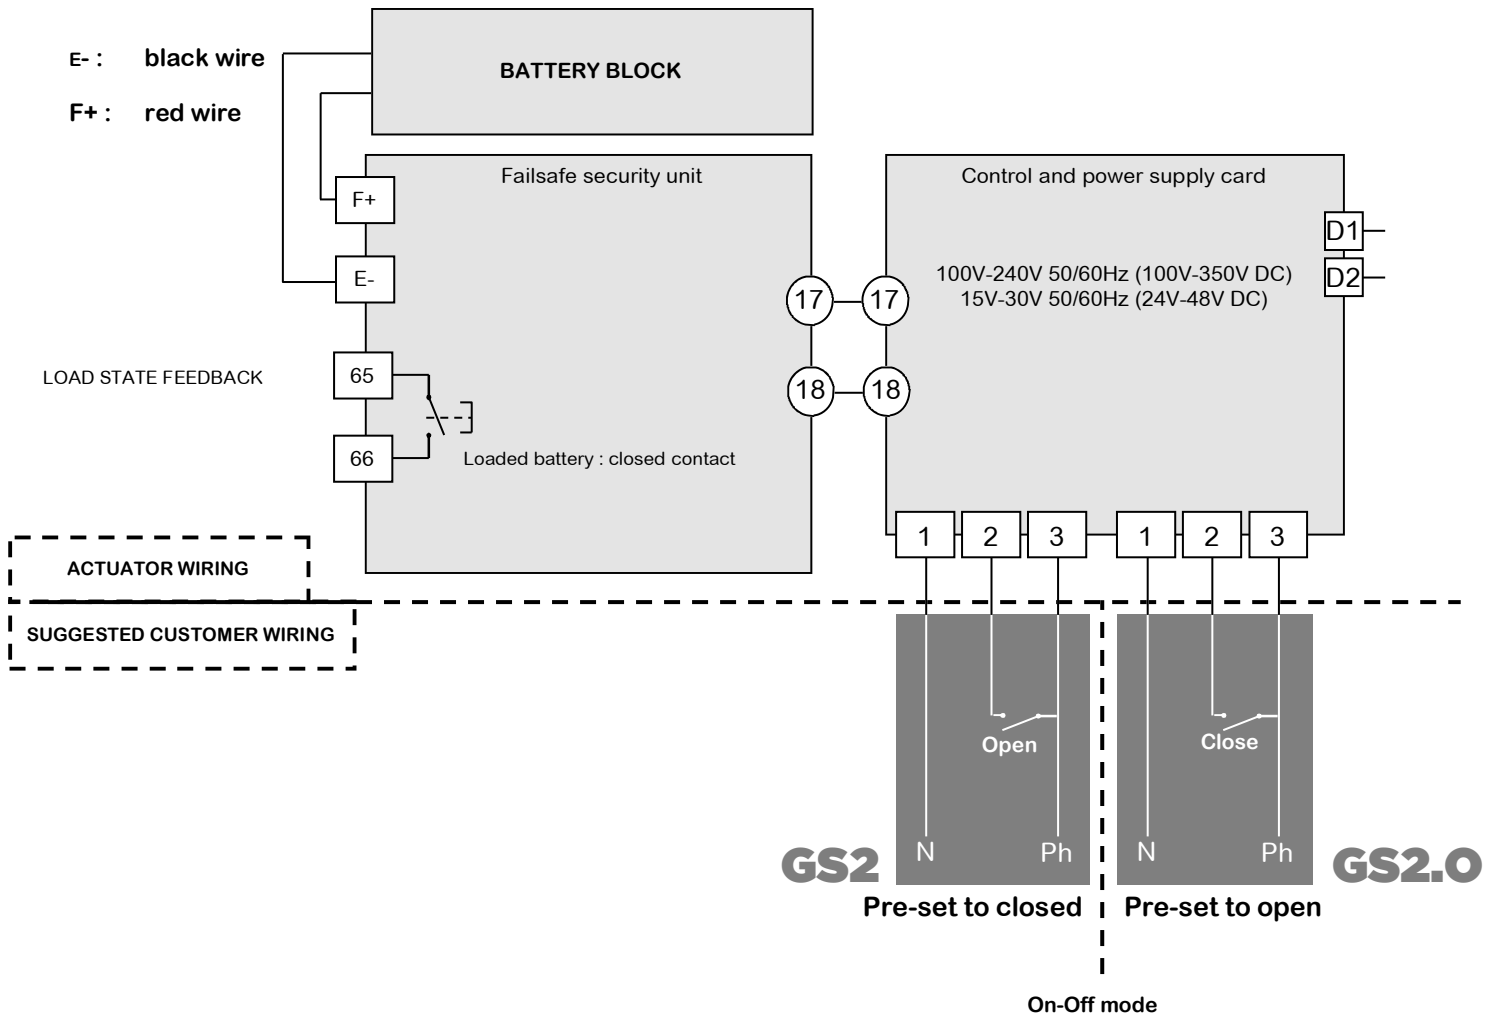 E- : black wire
F+ : red wire
BATTERY BLOCK
Failsafe security unit
F+
E-
LOAD STATE FEEDBACK
65
66
Loaded battery : closed contact
17
18
Control and power supply card
100V-240V 50/60Hz (100V-350V DC)
15V-30V 50/60Hz (24V-48V DC)
17
18
D1
D2
1 2 3 1 2 3
ACTUATOR WIRING
SUGGESTED CUSTOMER WIRING
Open
Close
N Ph
N Ph
GS2
GS2.O
Pre-set to closed
Pre-set to open
On-Off mode